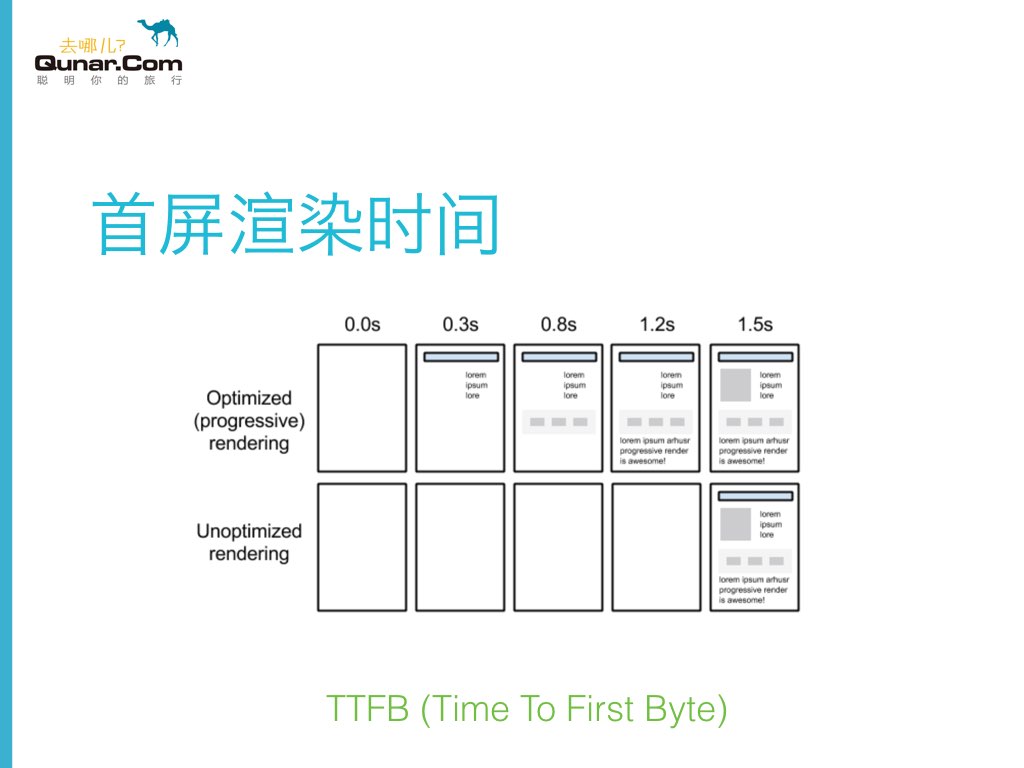 去哪儿?
Qunar.Com
聪明你的旅行
首屏渲染时间
0.0s 0.3s 0.8s 1.2s 1.5s
Optimized
(progressive)
rendering
lorem
ipsum
lore
lorem
ipsum
lore
lorem
ipsum
lore
lorem ipsum arhusr
progressive render
is awesome!
lorem
ipsum
lore
lorem ipsum arhusr
progressive render
is awesome!
Unoptimized
rendering
lorem
ipsum
lore
lorem ipsum arhusr
progressive render
is awesome!
TTFB (Time To First Byte)